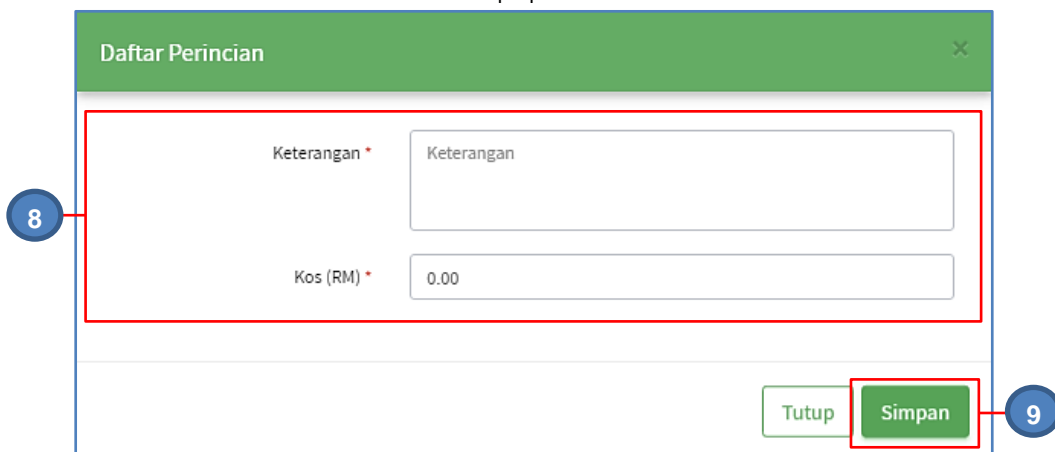 Daftar Perincian ×
Keterangan * Keterangan
8
Kos (RM) * 0.00
Tutup Simpan 9